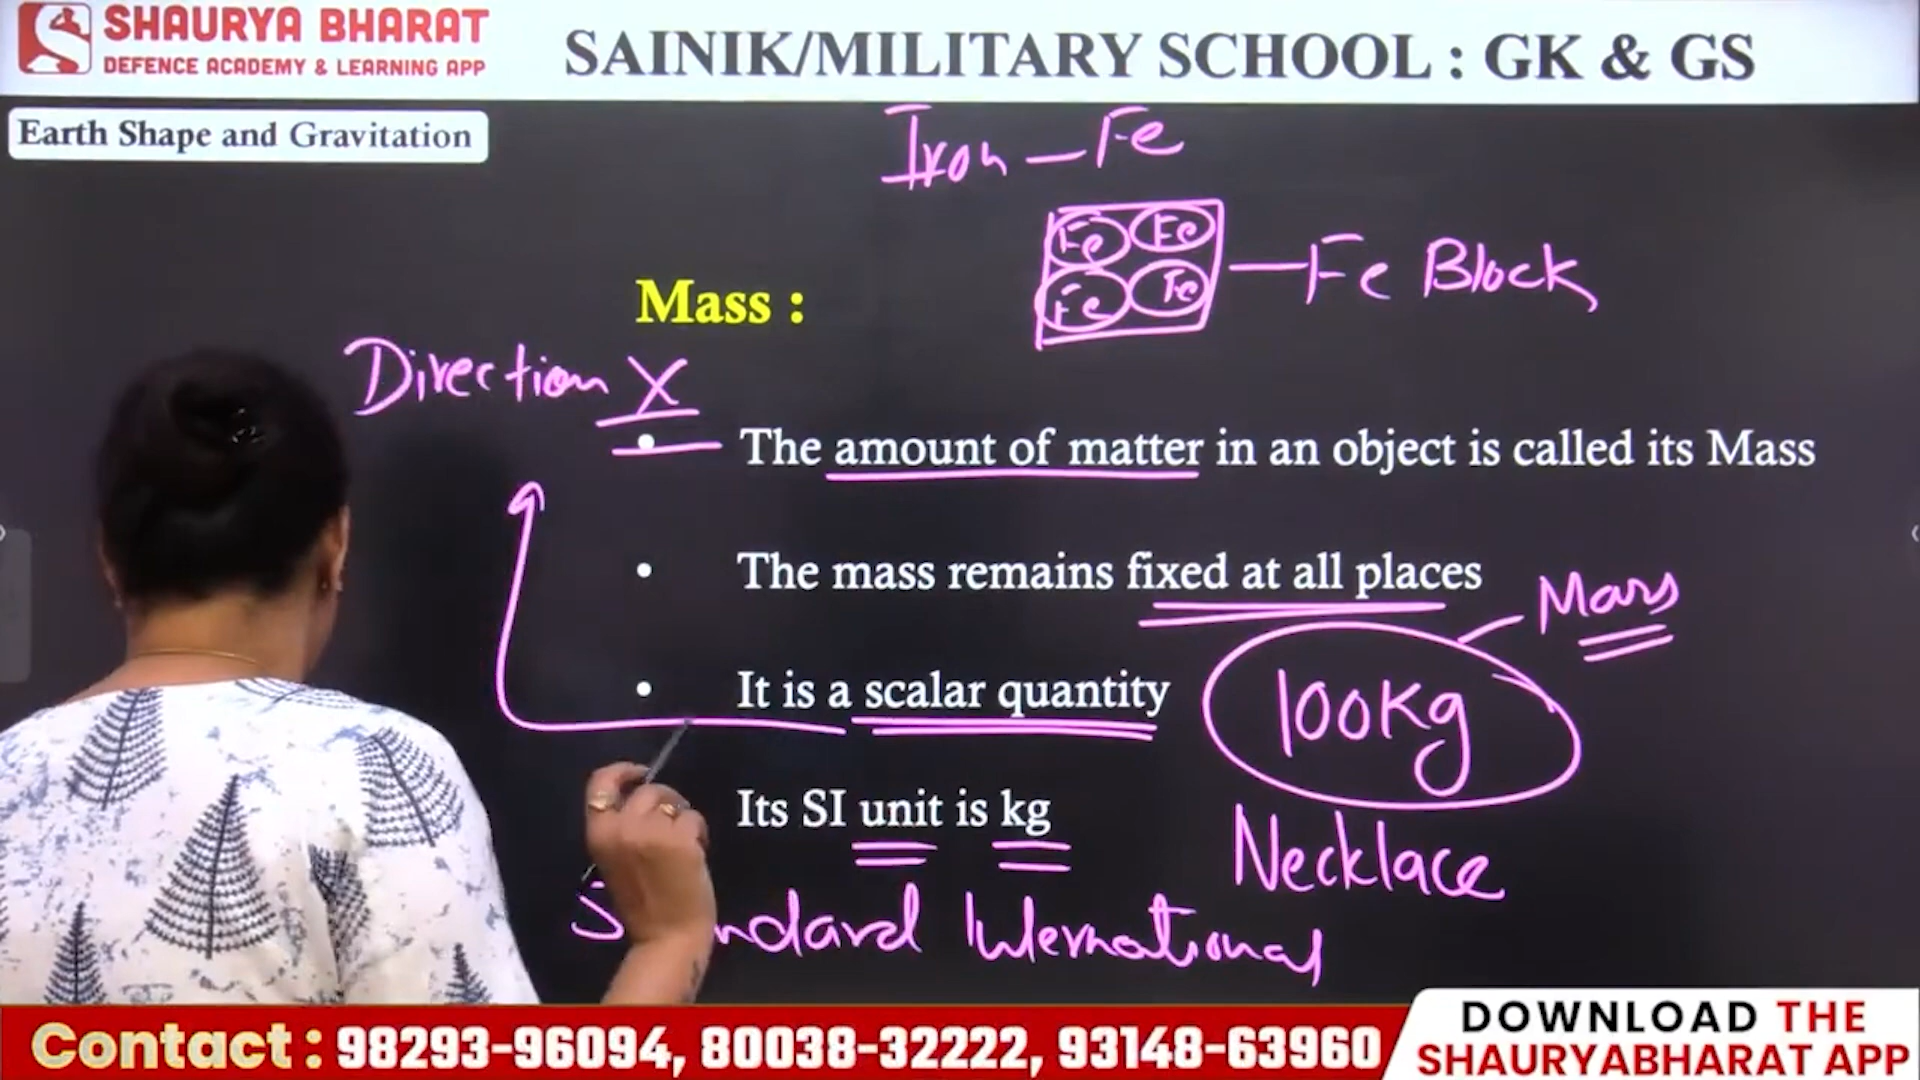 SHAURYA BHARAT
DEFENCE ACADEMY & LEARNING APP
SAINIK/MILITARY SCHOOL : GK & GS
Earth Shape and Gravitation
Iron - Fe
Fe Fe
Fe Fe
Fe Block
Mass :
Direction X
• The amount of matter in an object is called its Mass
• The mass remains fixed at all places
Mars
• It is a scalar quantity
100Kg
Its SI unit is kg
Necklace
International
Contact : 98293-96094, 80038-32222, 93148-63960
DOWNLOAD THE
SHAURYABHARAT APP